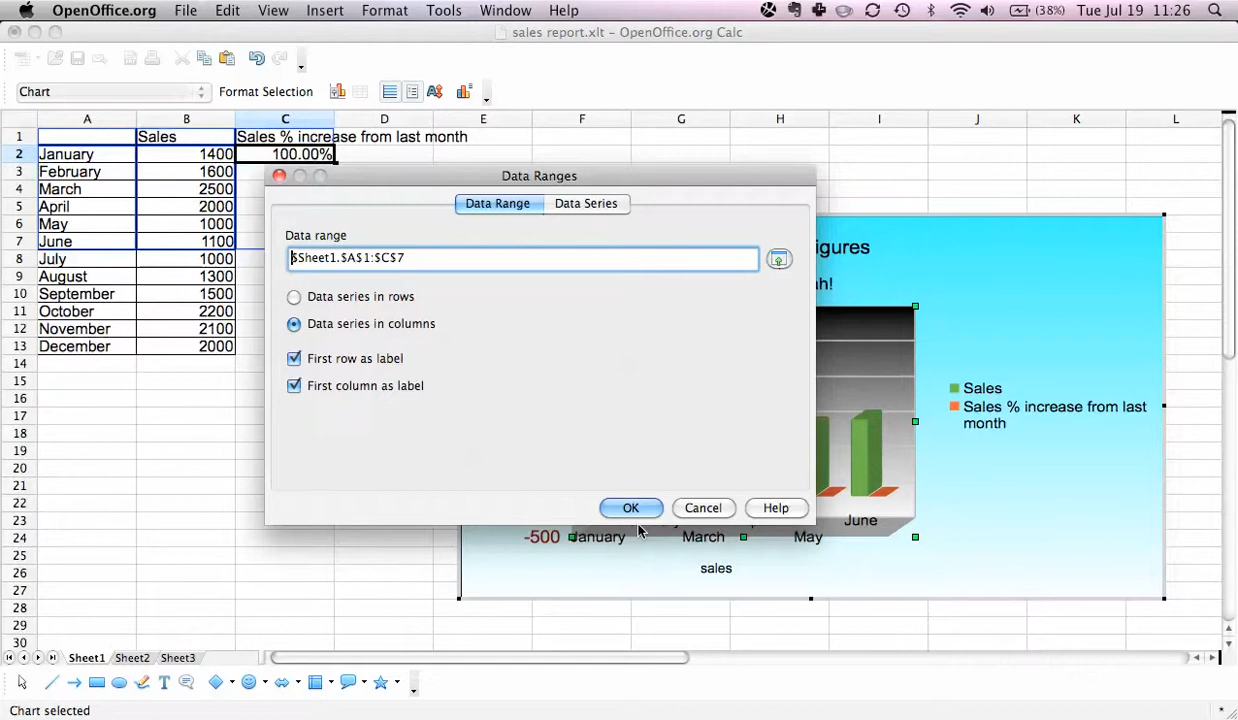 OpenOffice.org File Edit View Insert Format Tools Window Help (38%) Tue Jul 19 11:26
sales report.xlt - OpenOffice.org Calc
Chart Format Selection
A B C D E F G H I J K L
1 Sales Sales % increase from last month
2 January 1400 100.00%
3 February 1600
4 March 2500
5 April 2000
6 May 1000
7 June 1100
8 July 1000
9 August 1300
10 September 1500
11 October 2200
12 November 2100
13 December 2000
14
15
16
17
18
19
20
21
22
23
24
25
26
27
28
29
30
Data Ranges
Data Range Data Series
Data range
$Sheet1.$A$1:$C$7
Data series in rows
Data series in columns
First row as label
First column as label
OK Cancel Help
figures
ah!
Sales
Sales % increase from last
month
June
-500 January March May
sales
Sheet1 Sheet2 Sheet3
T
Chart selected *